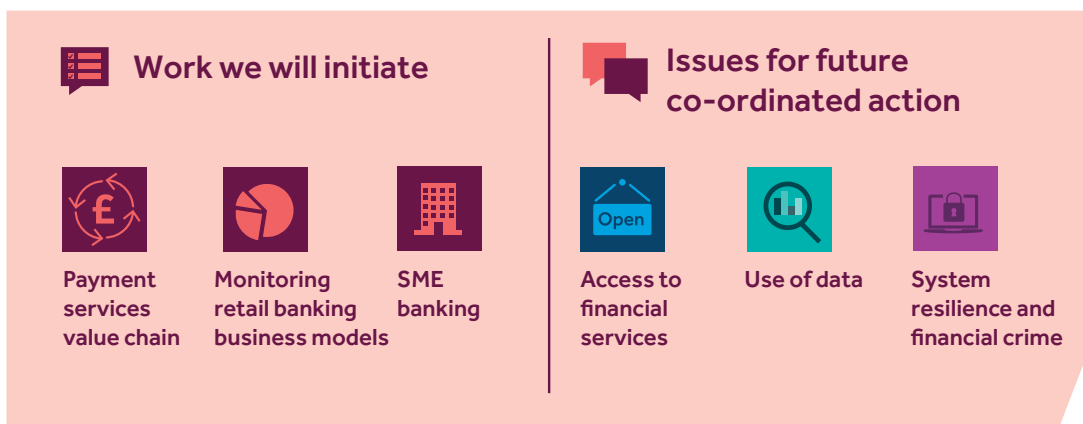 Work we will initiate
£
Payment
services
value chain
Monitoring
retail banking
business models
SME
banking
Issues for future
co-ordinated action
Open
Access to
financial
services
Use of data
System
resilience and
financial crime